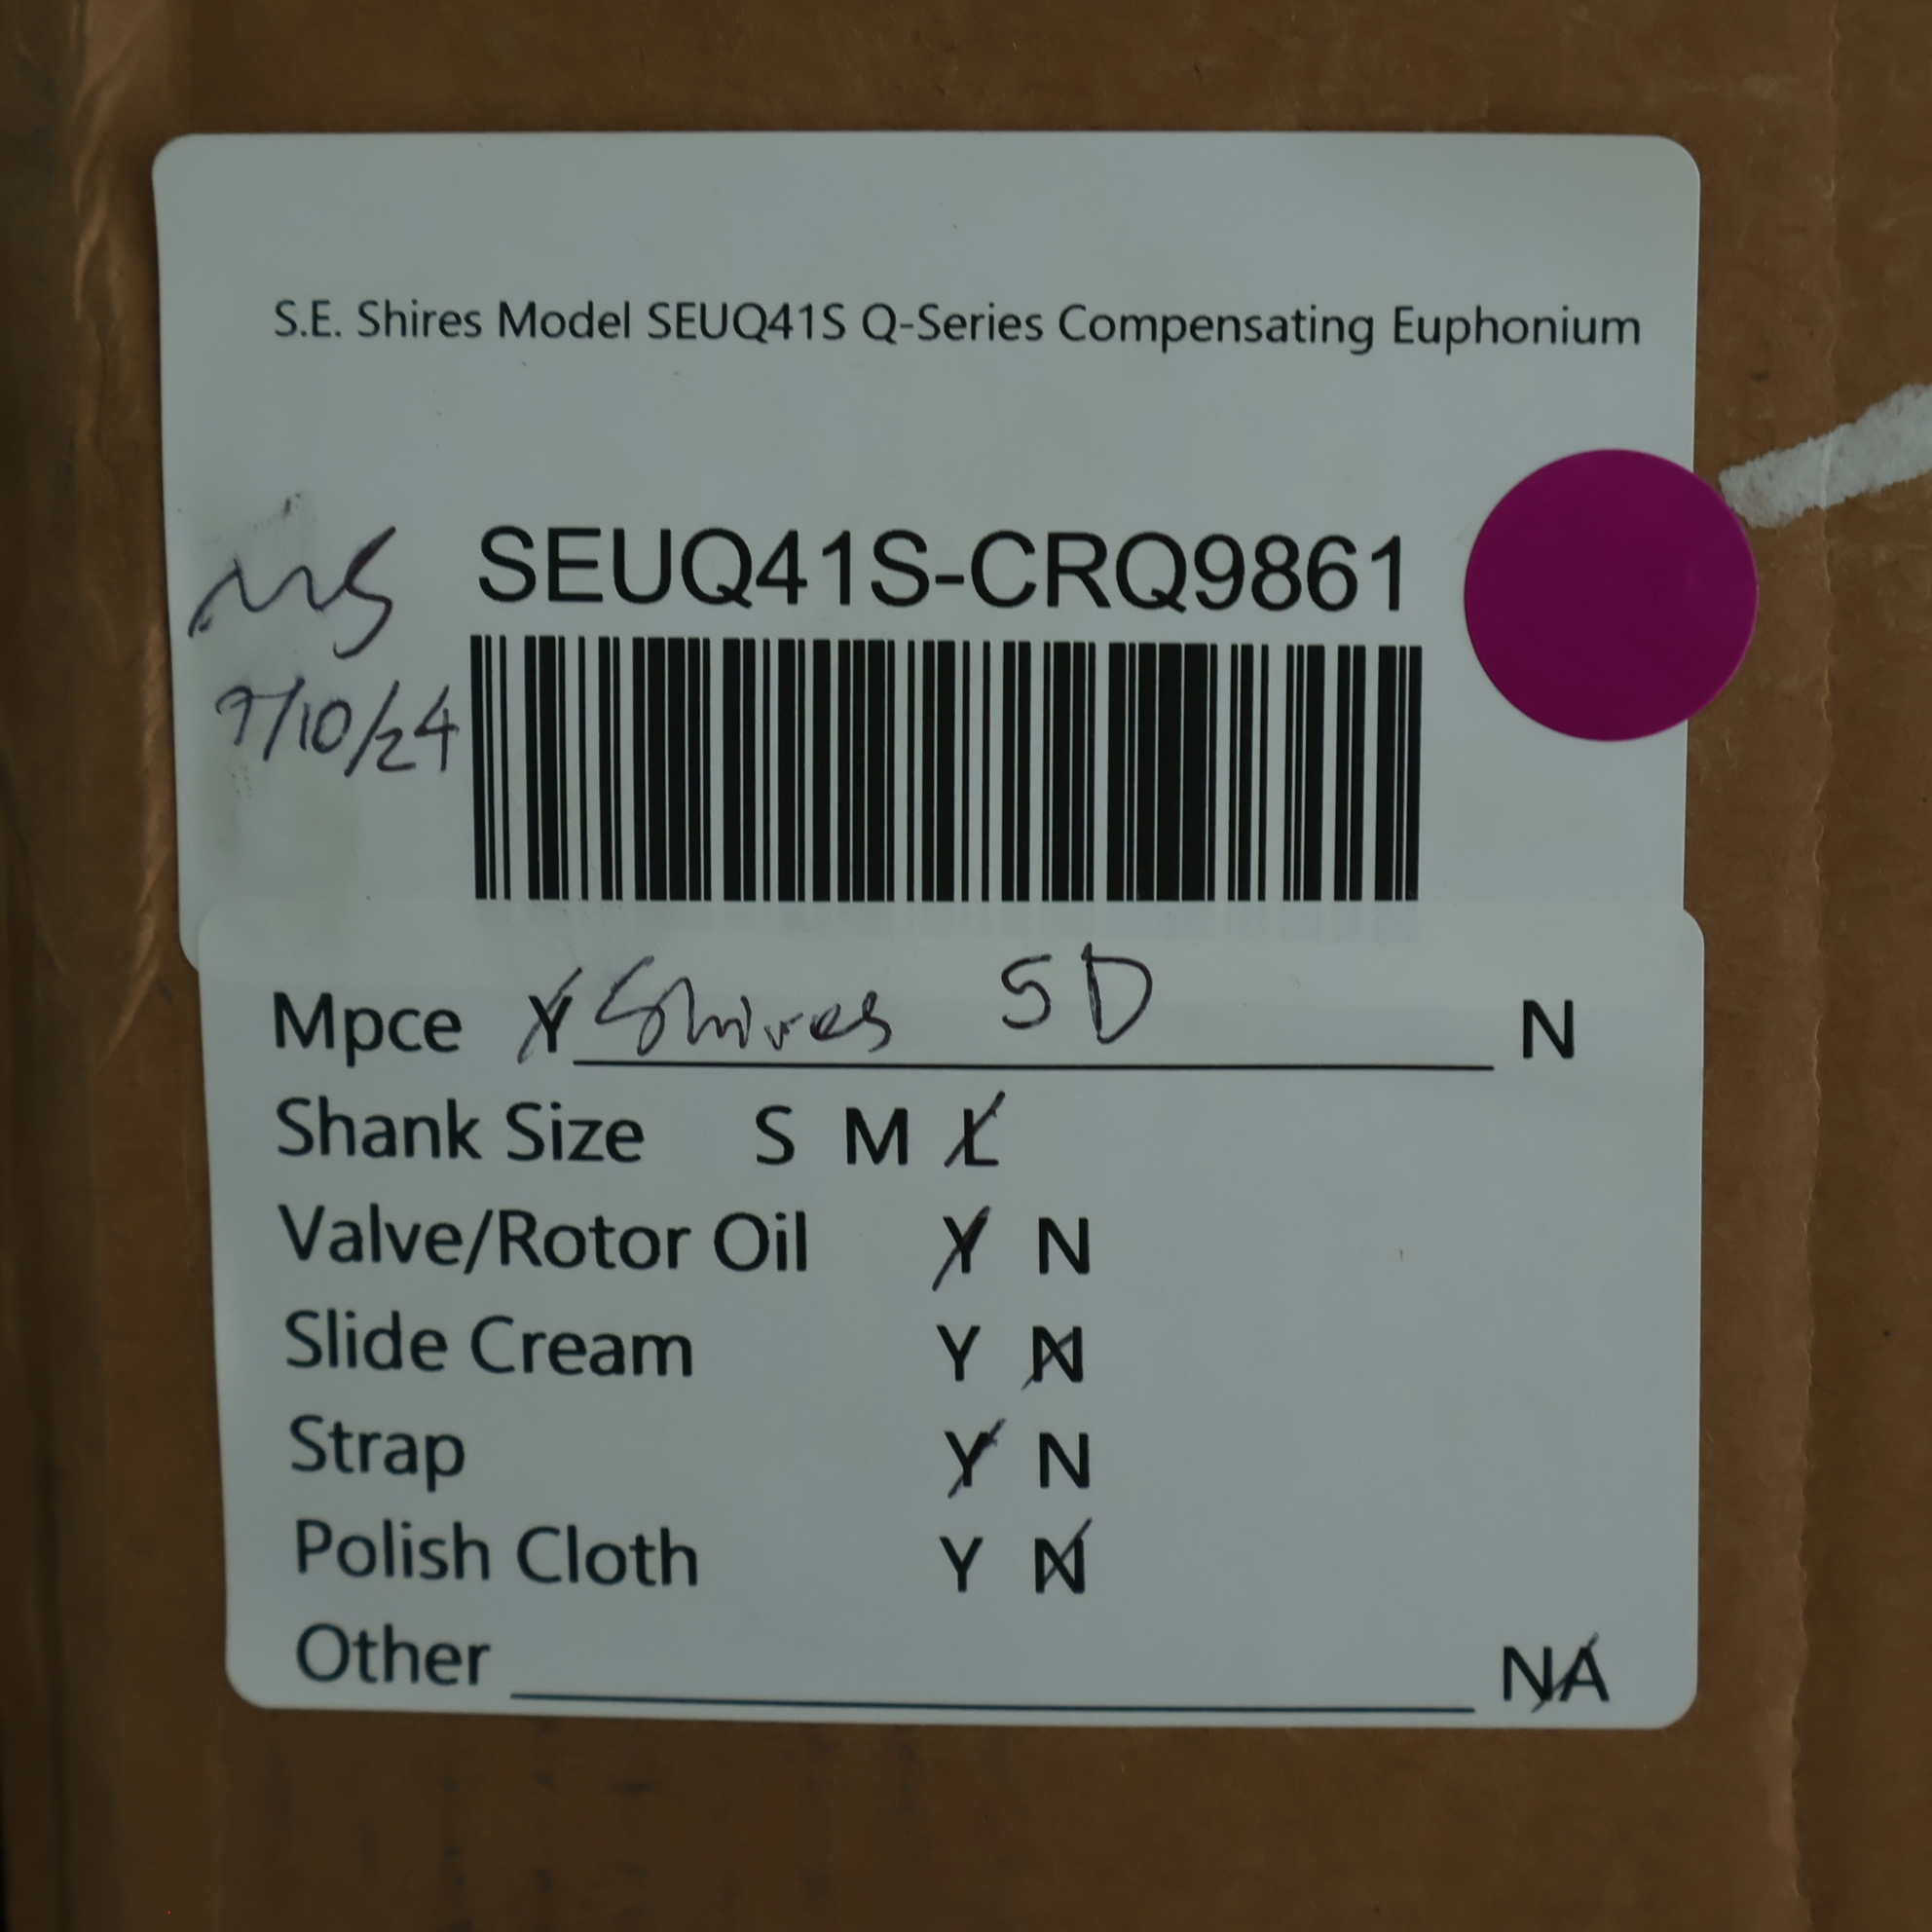 S.E. Shires Model SEUQ41S Q-Series Compensating Euphonium
MS
SEUQ41S-CRQ9861
9/10/24
Mpce Y Shires SD N
Shank Size S M L
Valve/Rotor Oil Y N
Slide Cream Y N
Strap Y N
Polish Cloth Y N
Other NA